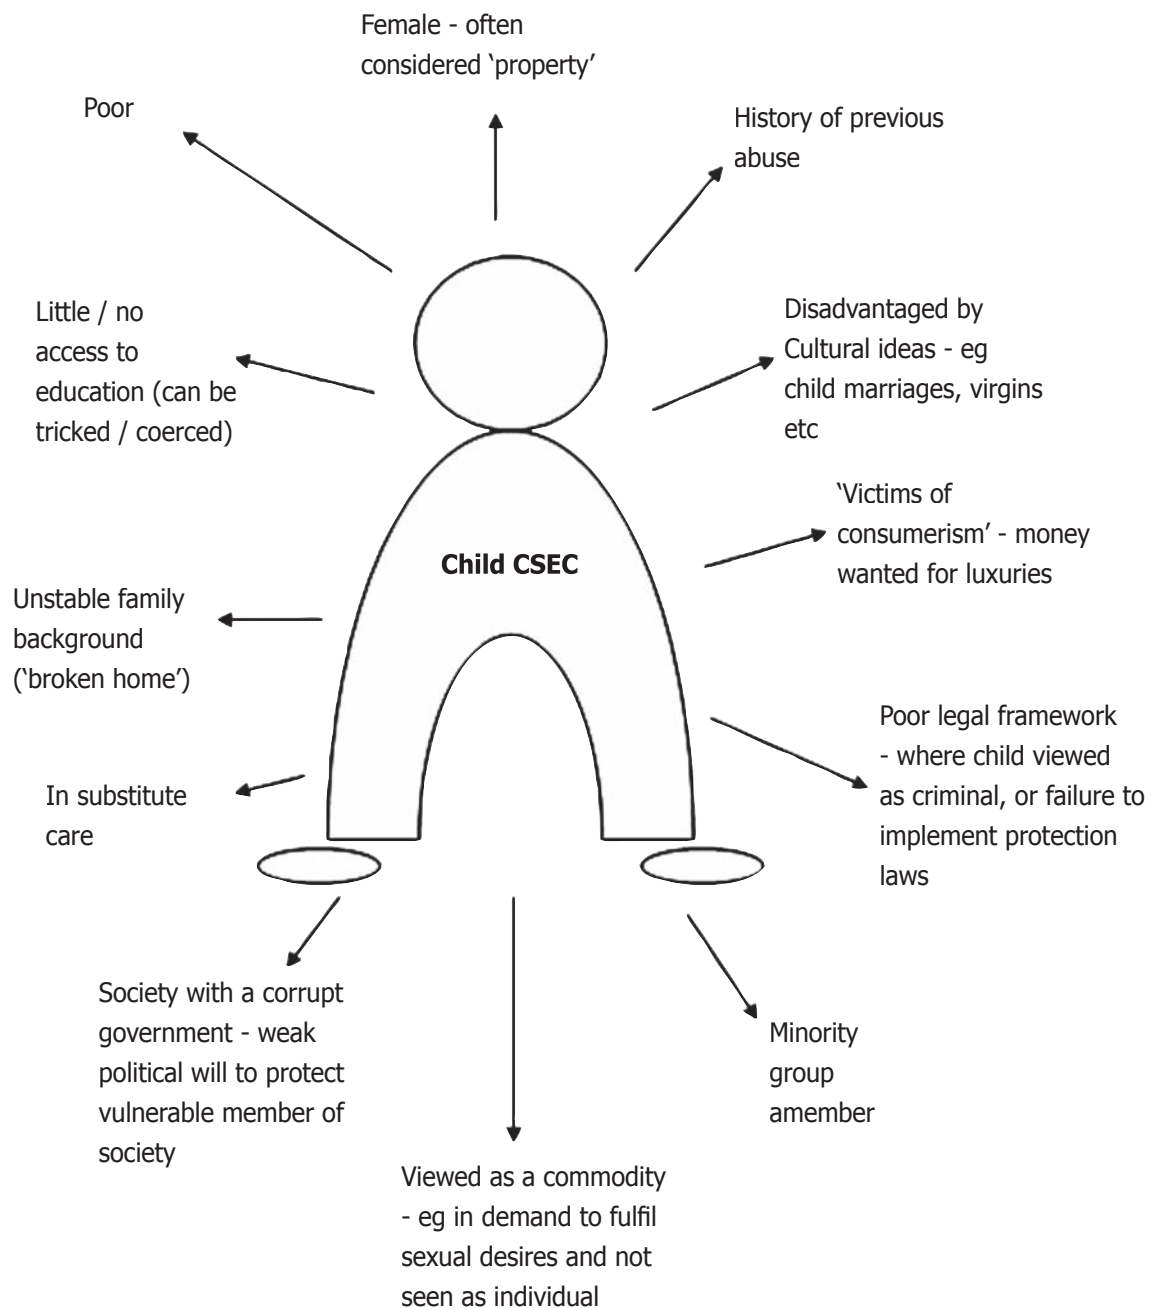 Female - often
considered ‘property’
Poor
History of previous
abuse
Little / no
access to
education (can be
tricked / coerced)
Disadvantaged by
Cultural ideas - eg
child marriages, virgins
etc
‘Victims of
consumerism’ - money
wanted for luxuries
Child CSEC
Unstable family
background
(‘broken home’)
Poor legal framework
- where child viewed
as criminal, or failure to
implement protection
laws
In substitute
care
Society with a corrupt
government - weak
political will to protect
vulnerable member of
society
Minority
group
amember
Viewed as a commodity
- eg in demand to fulfil
sexual desires and not
seen as individual